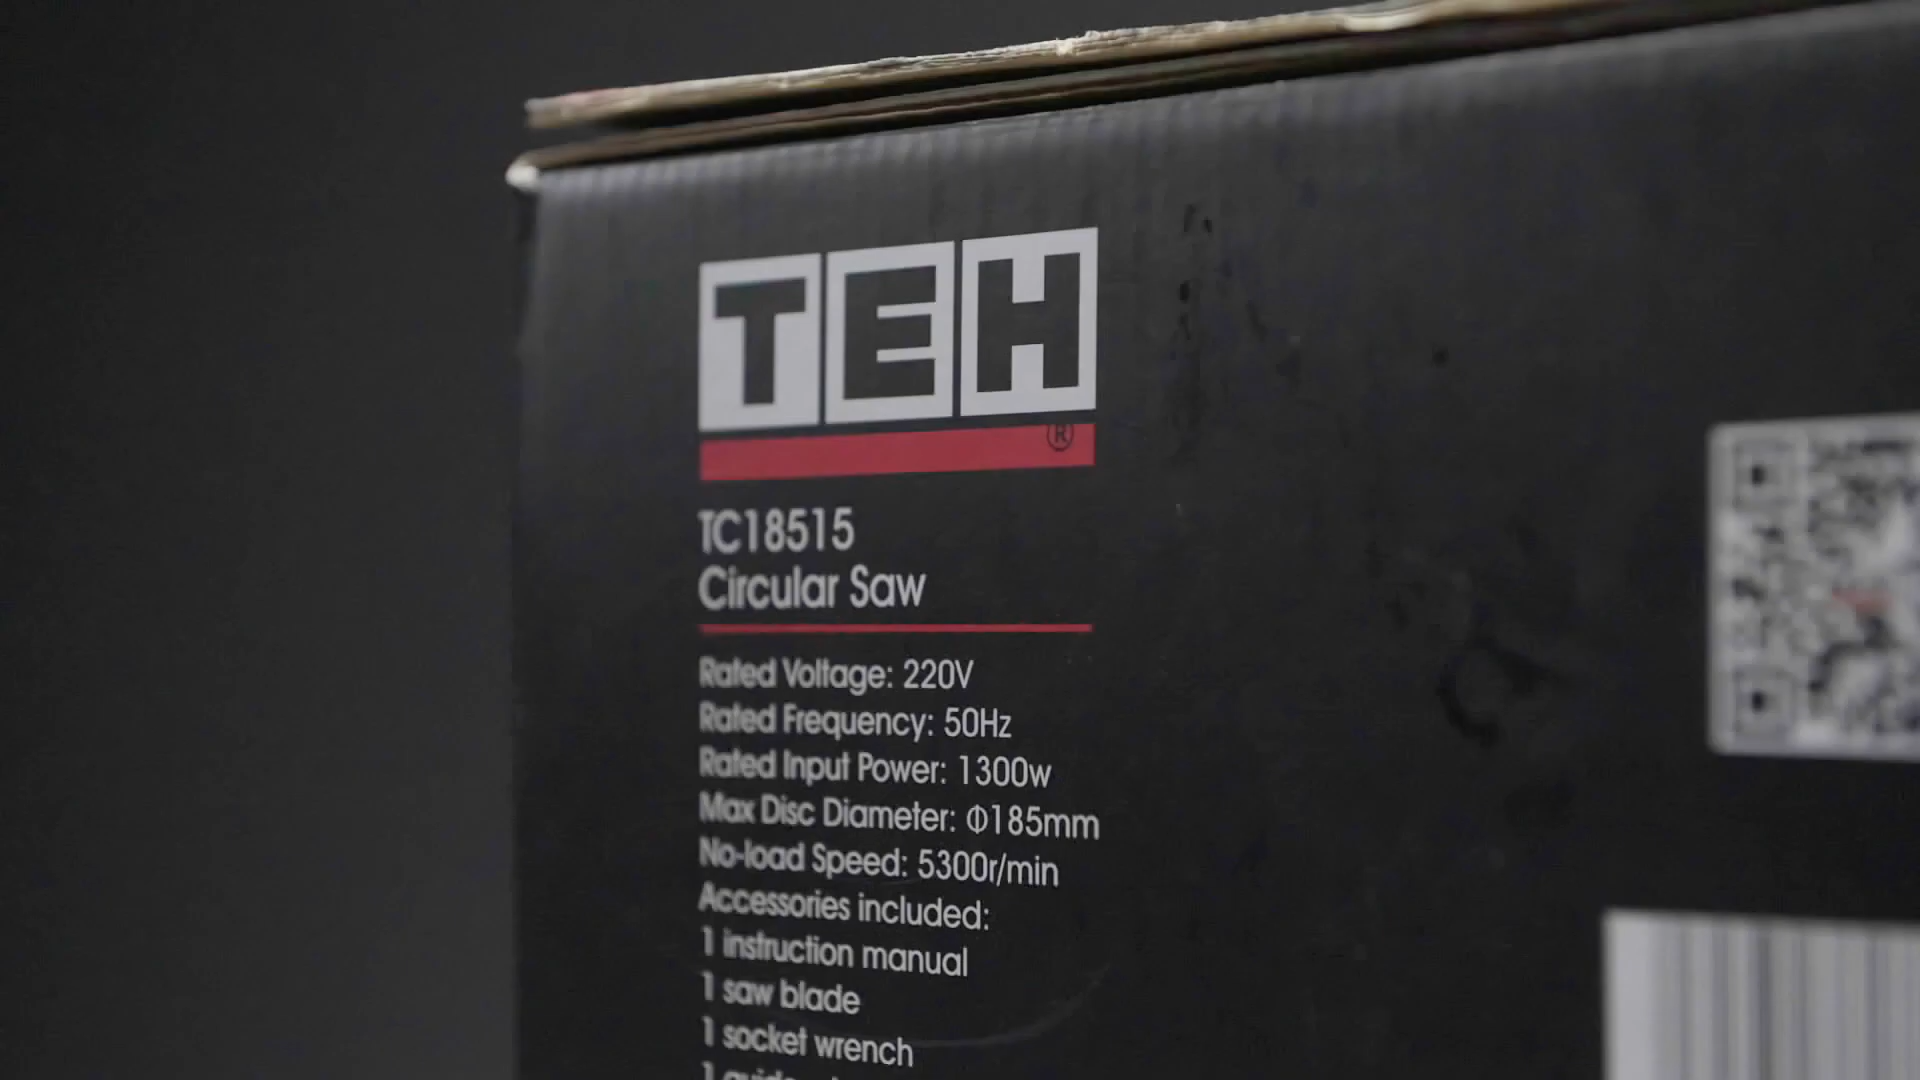 TEH
®
TC18515
Circular Saw
Rated Voltage: 220V
Rated Frequency: 50Hz
Rated Input Power: 1300w
Max Disc Diameter: Φ185mm
No-load Speed: 5300r/min
Accessories included:
1 instruction manual
1 saw blade
1 socket wrench
1